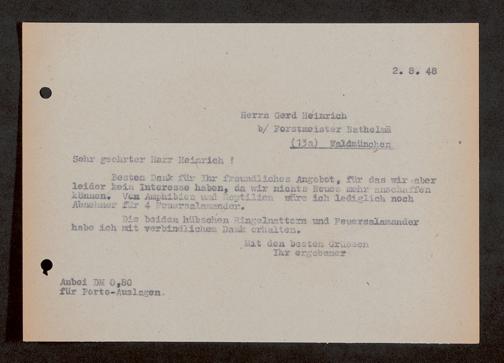 2. 8. 48
Herrn Gerd Heinrich
b/ Forstmeister
(13a) Waldmünchen
Sehr geehrter Herr Heinrich !
Besten Dank für Ihr freundliches Angebot, für das wir aber
leider kein Interesse haben, da wir nichts Neues mehr anschaffen
können. Von Amphibien und Reptilien wäre ich lediglich noch
Abnehmer für 4 Feuersalamander.
Die beiden hübschen Ringelnattern und Feuersalamander
habe ich mit verbindlichem Dank erhalten.
Mit den besten Gruessen
Ihr ergebener
Anbei DM 0,80
für Porto-Auslagen.